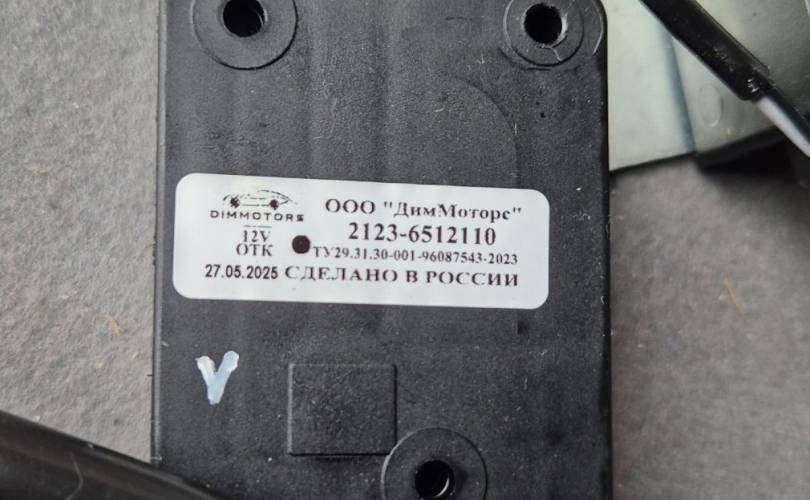 DIMMOTORS
ООО "ДимМоторс"
2123-6512110
12V
ОТК
ТУ29.31.30-001-96087543-2023
27.05.2025 СДЕЛАНО В РОССИИ
V